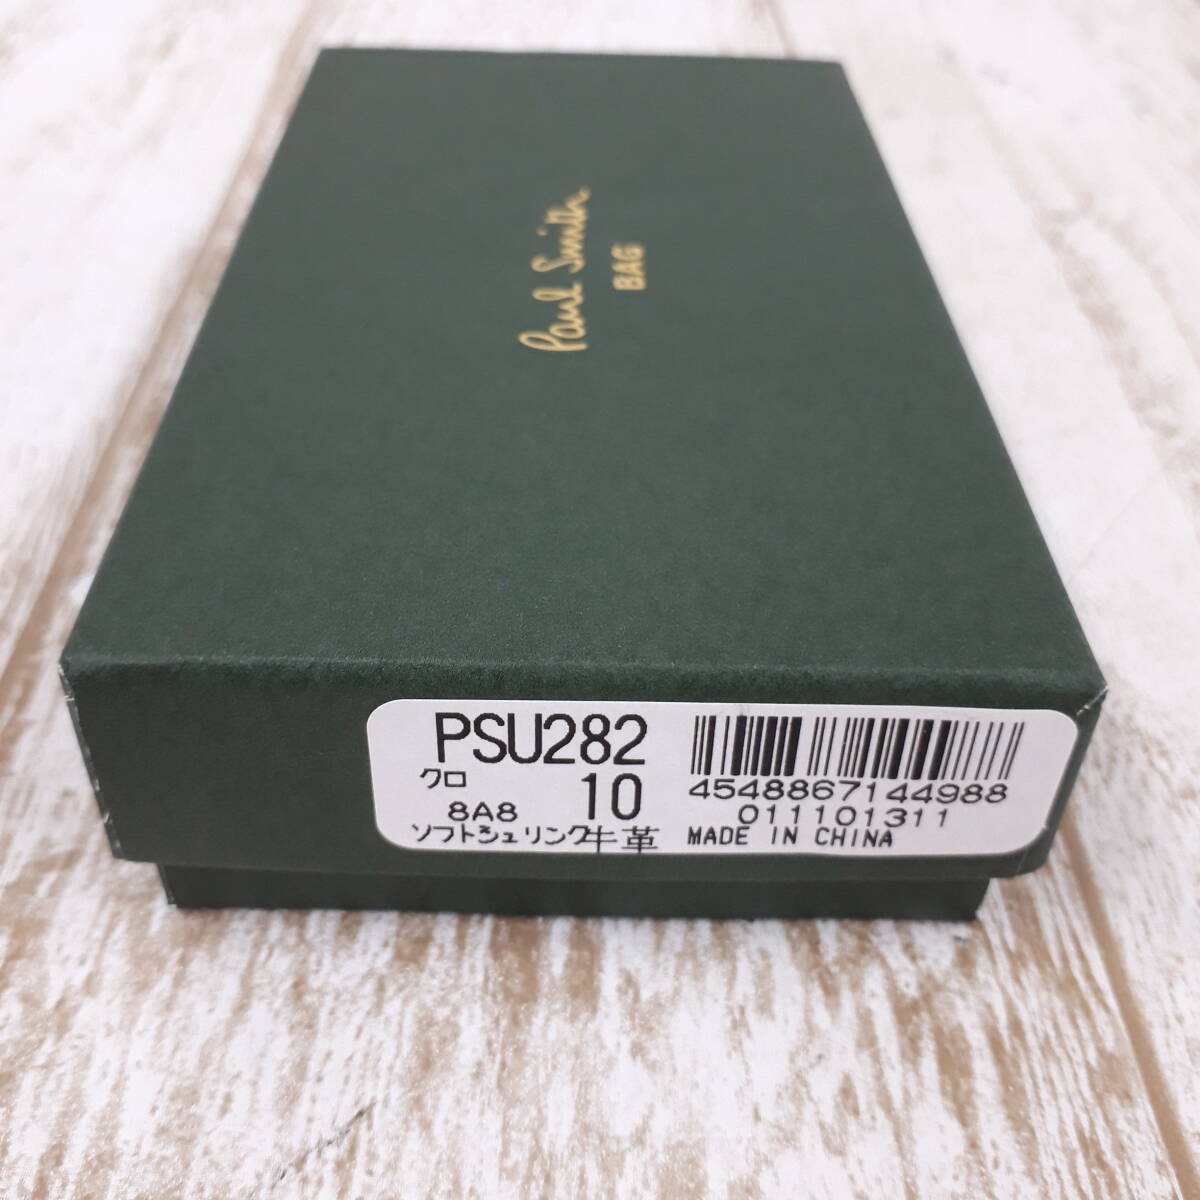 Paul Smith
BAG
PSU282
クロ 10
8A8
ソフトシュリンク牛革
4548867144988
011101311
MADE IN CHINA